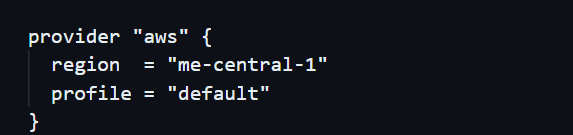 provider "aws" {
  region  = "me-central-1"
  profile = "default"
}